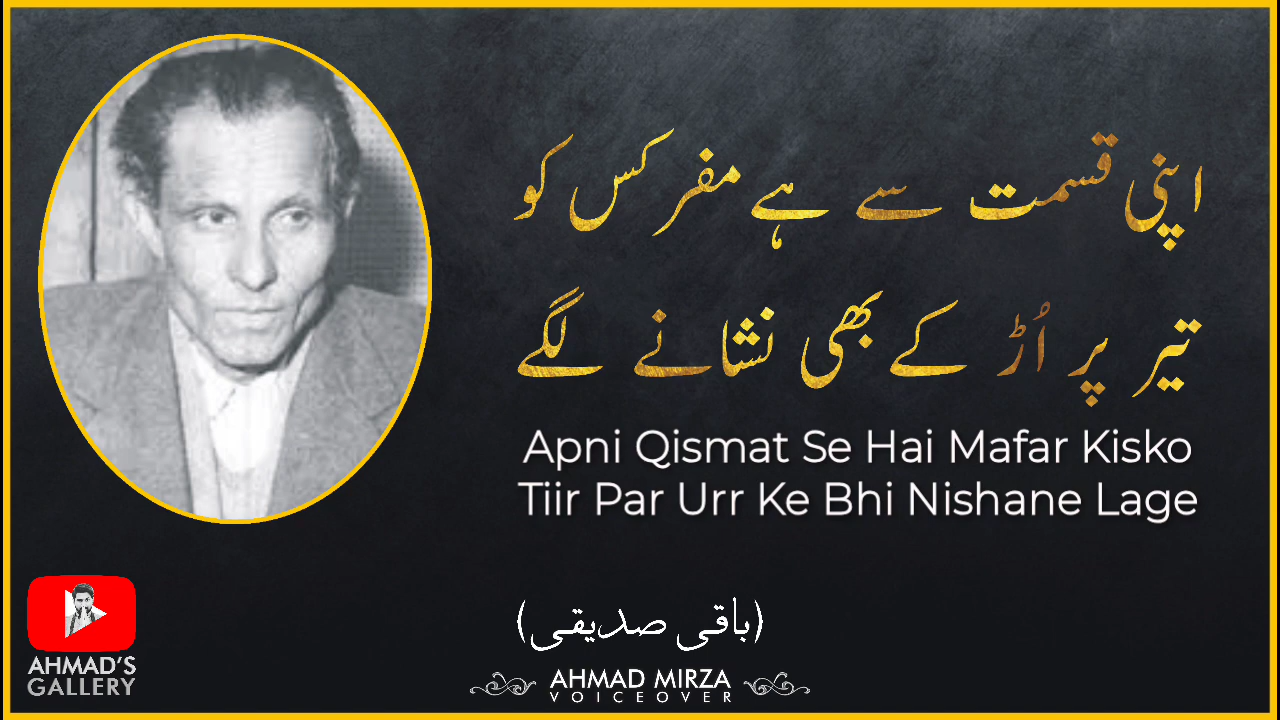 اپنی قسمت سے ہے مفر کس کو
تیر پر اُڑ کے بھی نشانے لگے
Apni Qismat Se Hai Mafar Kisko
Tiir Par Urr Ke Bhi Nishane Lage
(باقی صدیقی)
AHMAD MIRZA
VOICEOVER
AHMAD'S
GALLERY